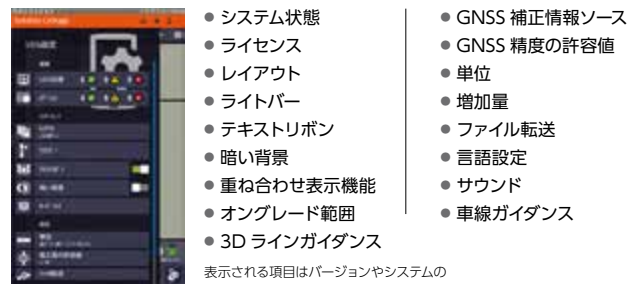 ● システム状態
● ライセンス
● レイアウト
● ライトバー
● テキストリボン
● 暗い背景
● 重ね合わせ表示機能
● オングレード範囲
● 3D ラインガイダンス
● GNSS 補正情報ソース
● GNSS 精度の許容値
● 単位
● 増加量
● ファイル転送
● 言語設定
● サウンド
● 車線ガイダンス
表示される項目はバージョンやシステムの